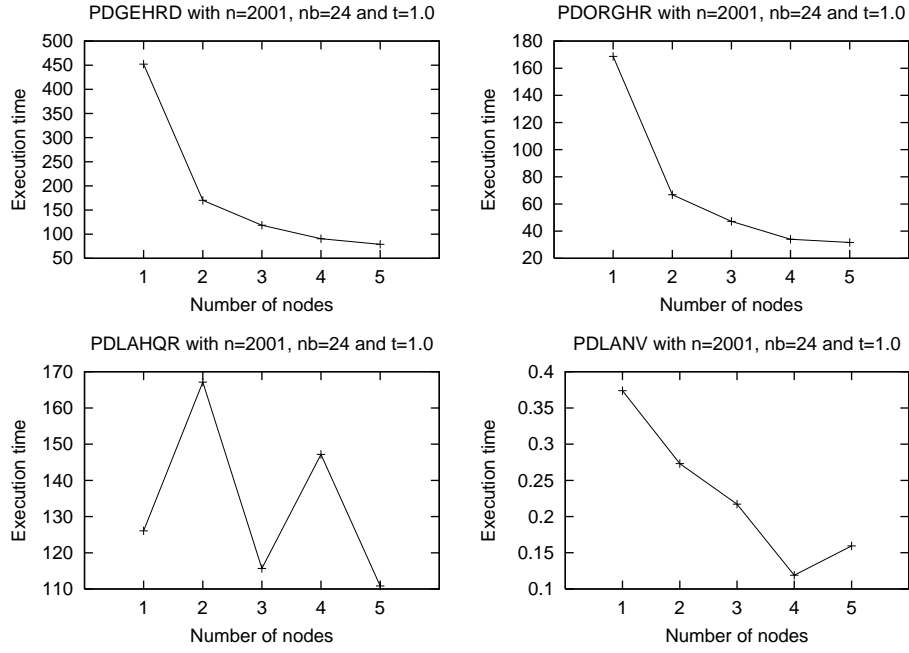 PDGEHRD with n=2001, nb=24 and t=1.0
Execution time
500
450
400
350
300
250
200
150
100
50
1 2 3 4 5
Number of nodes
PDORGHR with n=2001, nb=24 and t=1.0
Execution time
180
160
140
120
100
80
60
40
20
1 2 3 4 5
Number of nodes
PDLAHQR with n=2001, nb=24 and t=1.0
Execution time
170
160
150
140
130
120
110
1 2 3 4 5
Number of nodes
PDLANV with n=2001, nb=24 and t=1.0
Execution time
0.4
0.35
0.3
0.25
0.2
0.15
0.1
1 2 3 4 5
Number of nodes